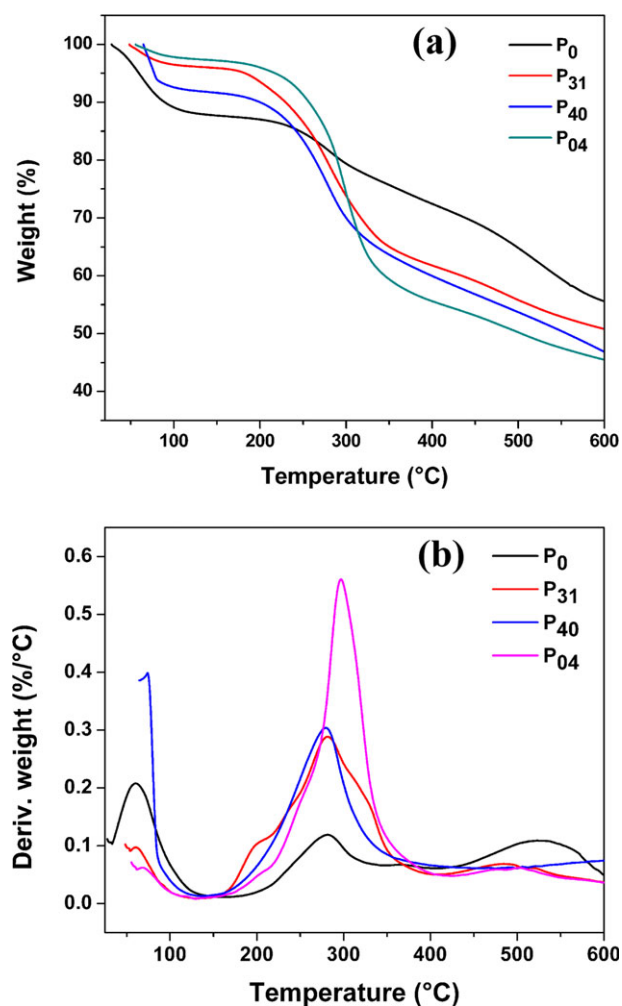 (a)
P0
P31
P40
P04
100
90
80
70
60
50
40
Weight (%)
100 200 300 400 500 600
Temperature (°C)
(b)
P0
P31
P40
P04
0.6
0.5
0.4
0.3
0.2
0.1
0.0
Deriv. weight (%/°C)
100 200 300 400 500 600
Temperature (°C)